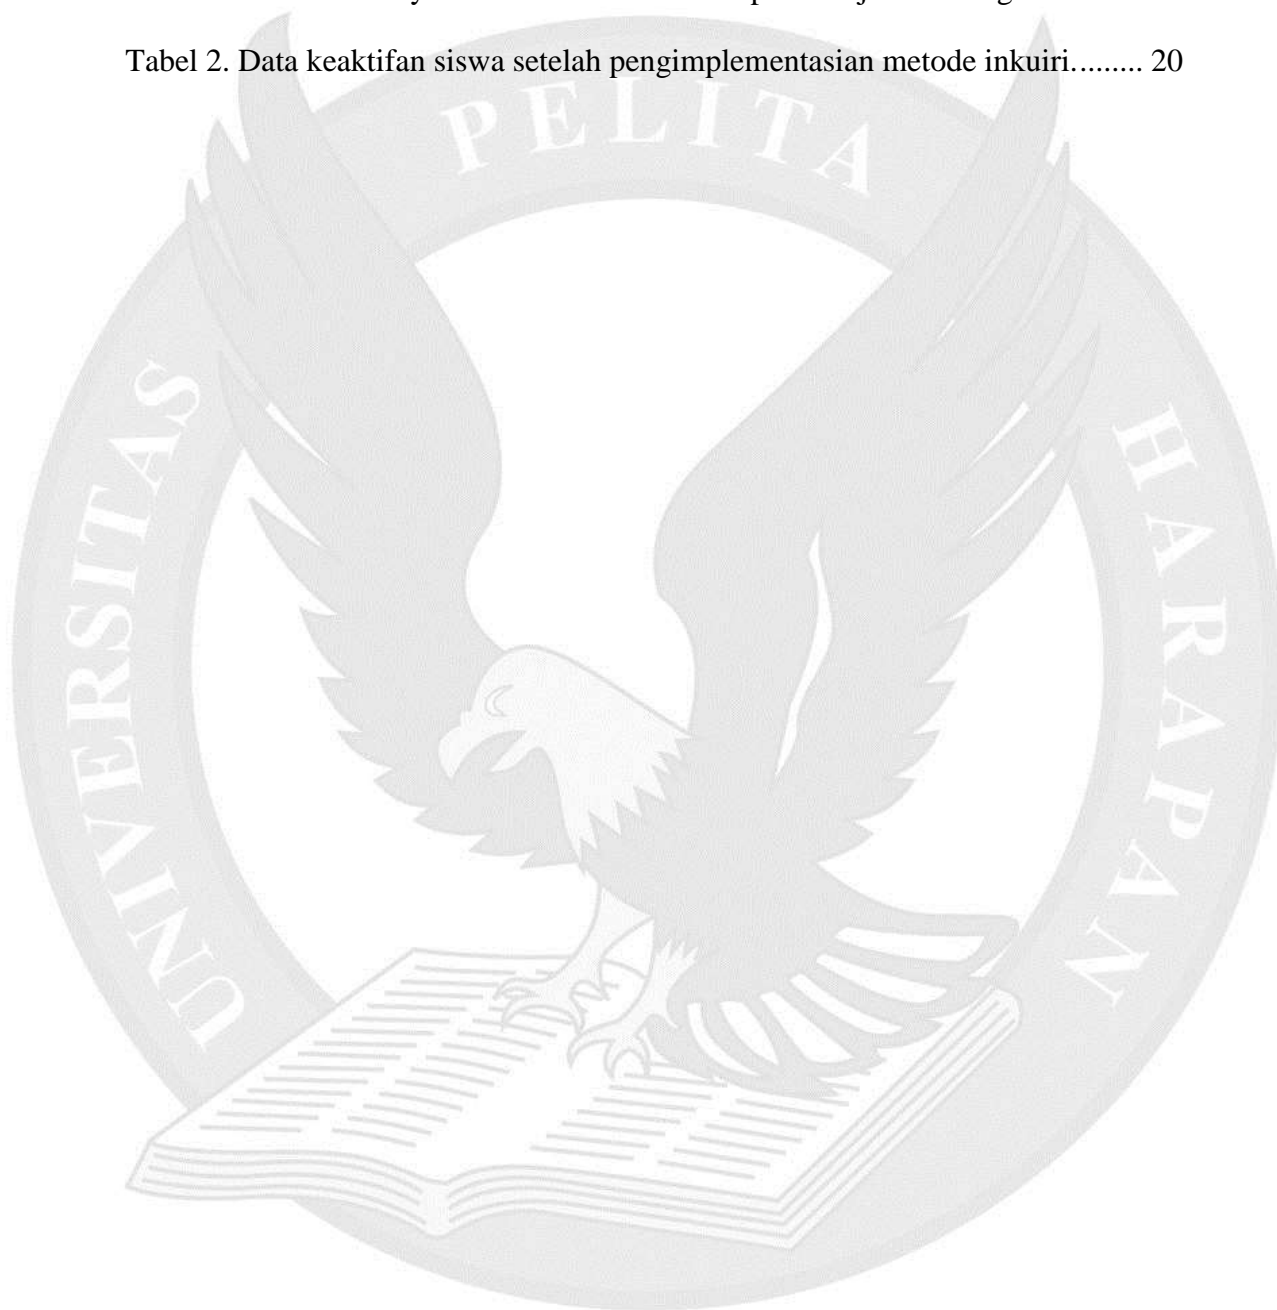 Tabel 2. Data keaktifan siswa setelah pengimplementasian metode inkuiri......... 20
UNIVERSITAS PELITA HARAPAN